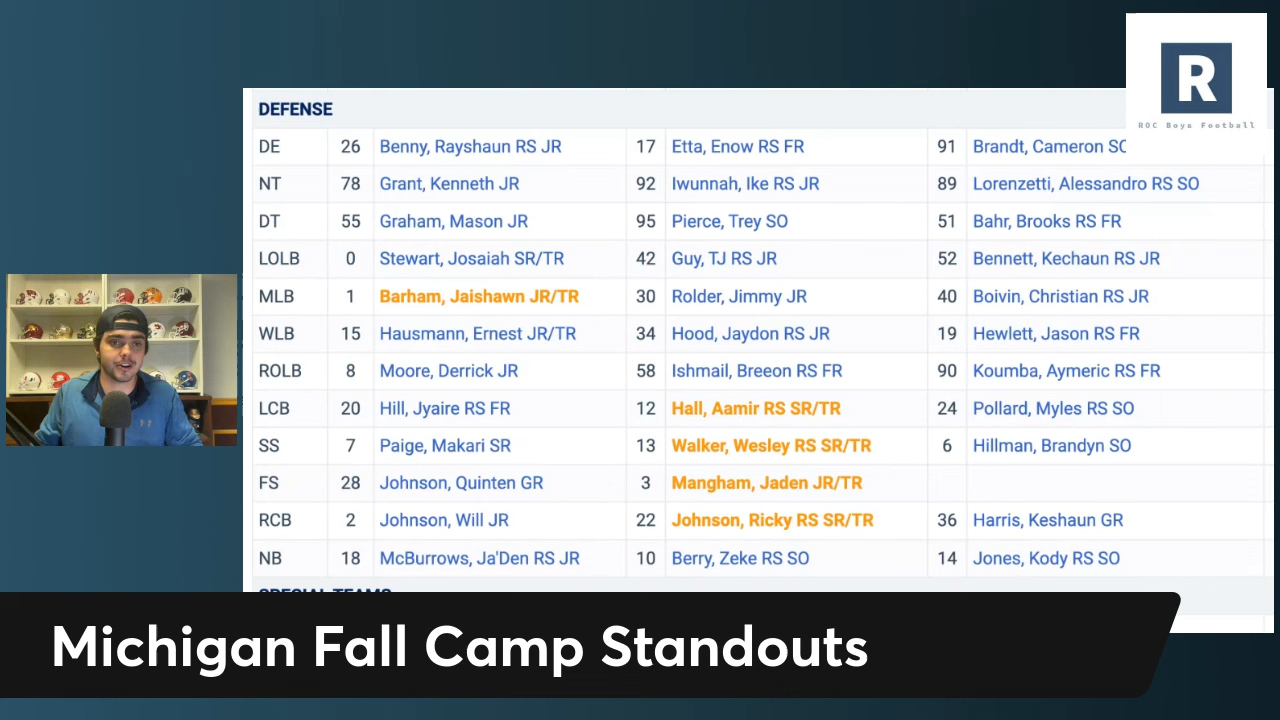 R
ROC Boys Football
DEFENSE
DE 26 Benny, Rayshaun RS JR 17 Etta, Enow RS FR 91 Brandt, Cameron SO
NT 78 Grant, Kenneth JR 92 Iwunnah, Ike RS JR 89 Lorenzetti, Alessandro RS SO
DT 55 Graham, Mason JR 95 Pierce, Trey SO 51 Bahr, Brooks RS FR
LOLB 0 Stewart, Josaiah SR/TR 42 Guy, TJ RS JR 52 Bennett, Kechaun RS JR
MLB 1 Barham, Jaishawn JR/TR 30 Rolder, Jimmy JR 40 Boivin, Christian RS JR
WLB 15 Hausmann, Ernest JR/TR 34 Hood, Jaydon RS JR 19 Hewlett, Jason RS FR
ROLB 8 Moore, Derrick JR 58 Ishmail, Breeon RS FR 90 Koumba, Aymeric RS FR
LCB 20 Hill, Jyaire RS FR 12 Hall, Aamir RS SR/TR 24 Pollard, Myles RS SO
SS 7 Paige, Makari SR 13 Walker, Wesley RS SR/TR 6 Hillman, Brandyn SO
FS 28 Johnson, Quinten GR 3 Mangham, Jaden JR/TR
RCB 2 Johnson, Will JR 22 Johnson, Ricky RS SR/TR 36 Harris, Keshaun GR
NB 18 McBurrows, Ja'Den RS JR 10 Berry, Zeke RS SO 14 Jones, Kody RS SO
SPECIAL TEAMS
Michigan Fall Camp Standouts